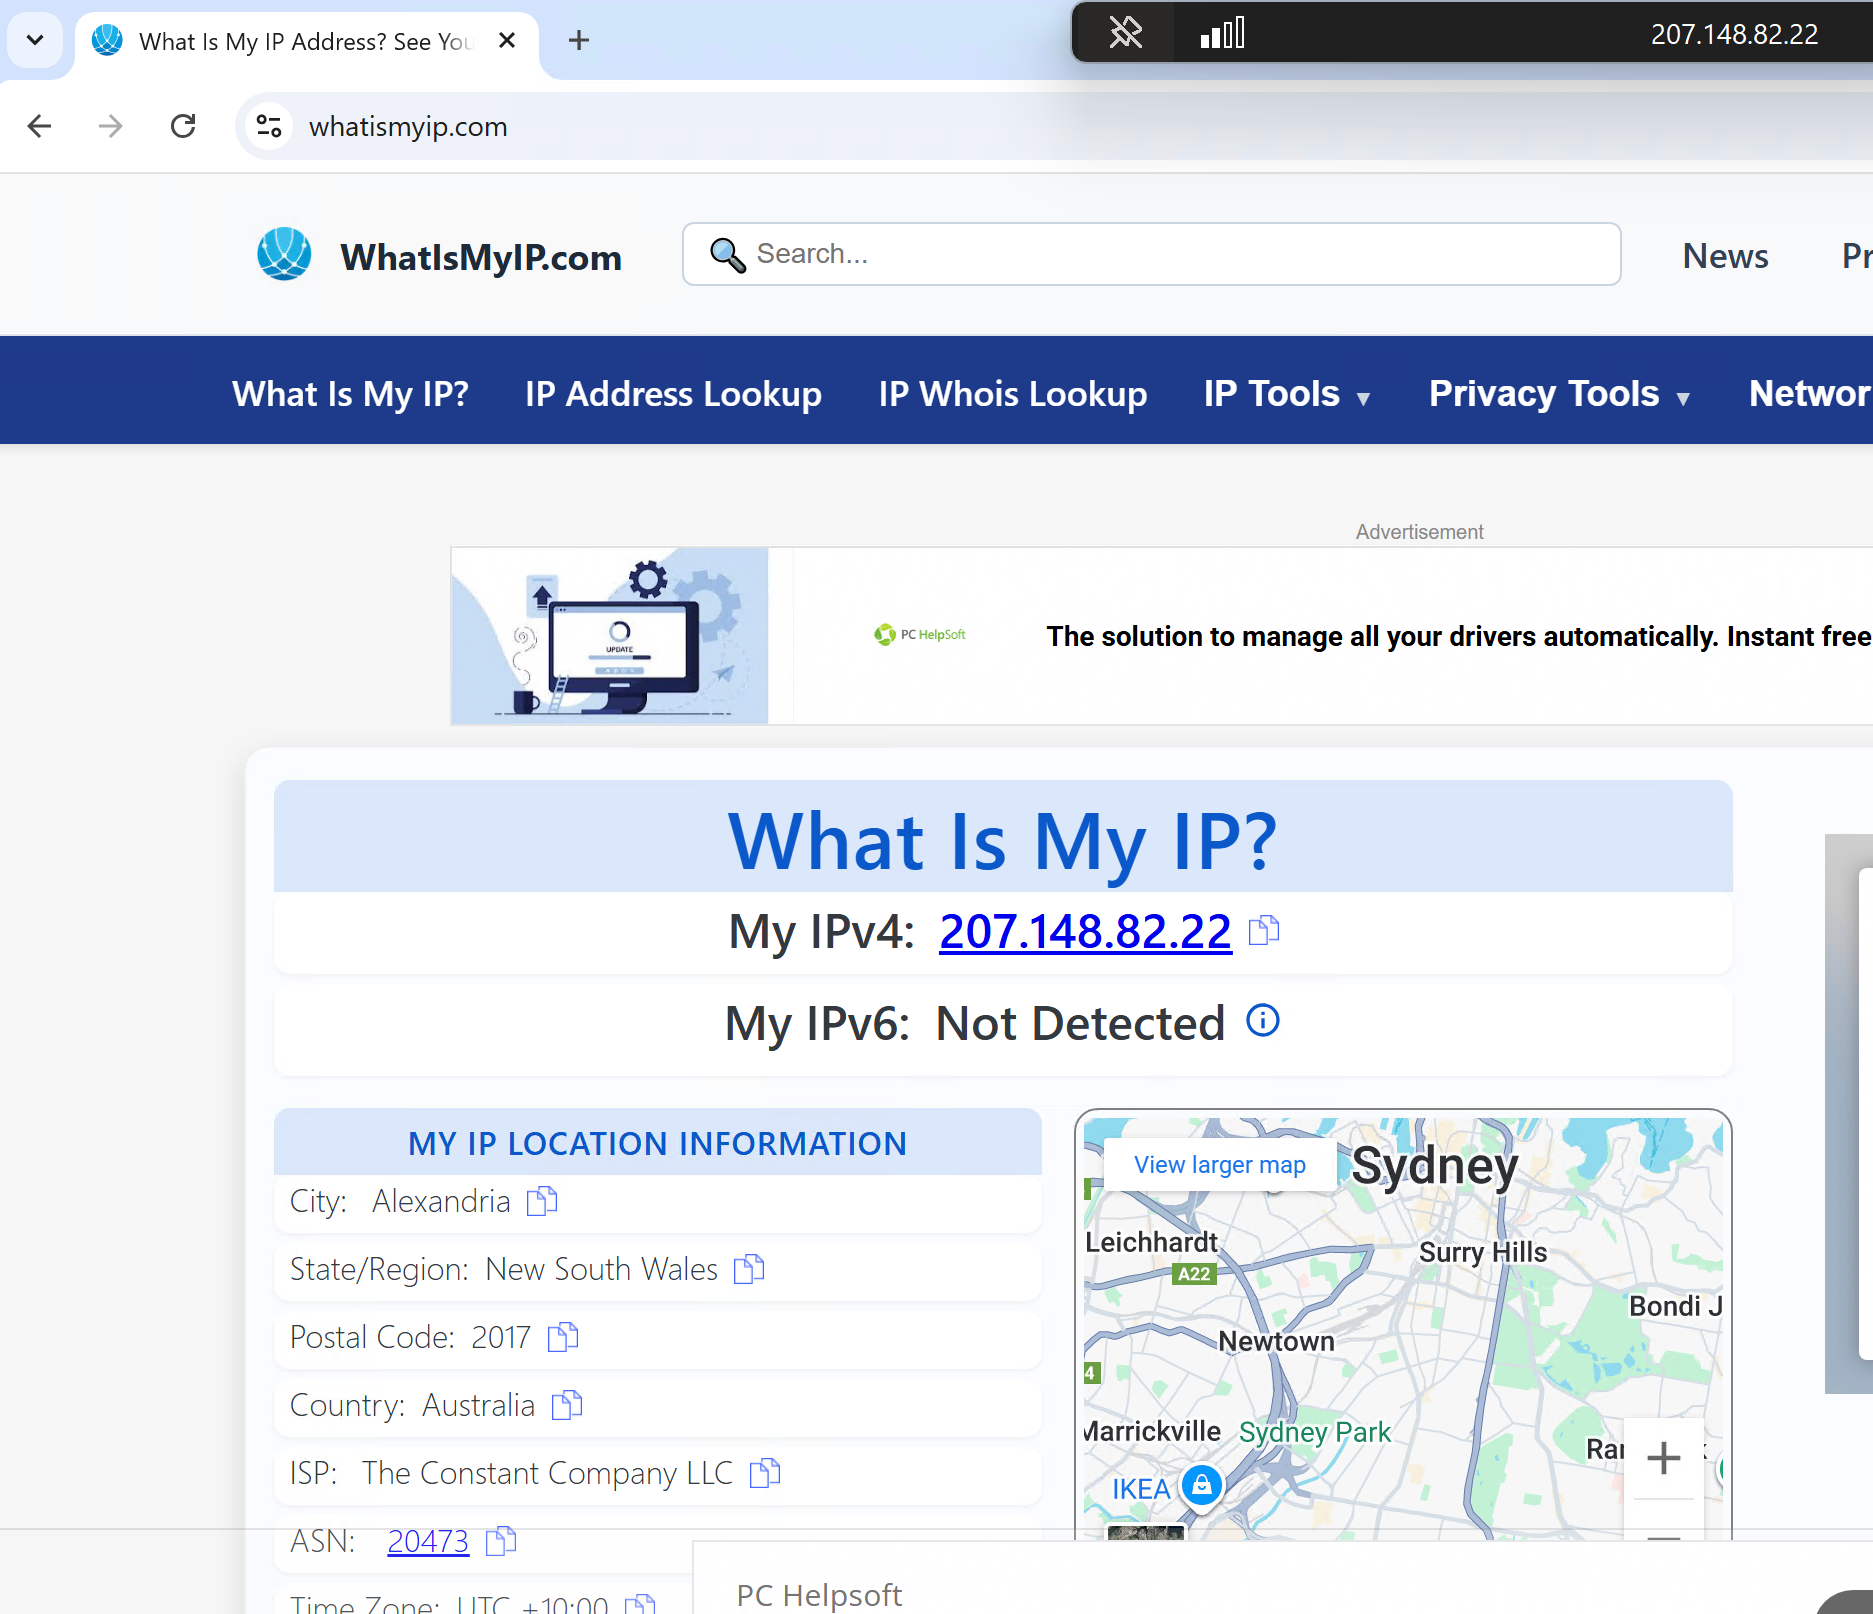 What Is My IP Address? See You
207.148.82.22
whatismyip.com
WhatIsMyIP.com
Search...
News
Pr
What Is My IP?
IP Address Lookup
IP Whois Lookup
IP Tools
Privacy Tools
Networ
Advertisement
UPDATE
PC HelpSoft
The solution to manage all your drivers automatically. Instant free
What Is My IP?
My IPv4: 207.148.82.22
My IPv6: Not Detected
MY IP LOCATION INFORMATION
City: Alexandria
State/Region: New South Wales
Postal Code: 2017
Country: Australia
ISP: The Constant Company LLC
ASN: 20473
Time Zone: UTC +10:00
View larger map
Sydney
Leichhardt
A22
Surry Hills
Bondi J
Newtown
4
Marrickville
Sydney Park
Ran
IKEA
PC Helpsoft